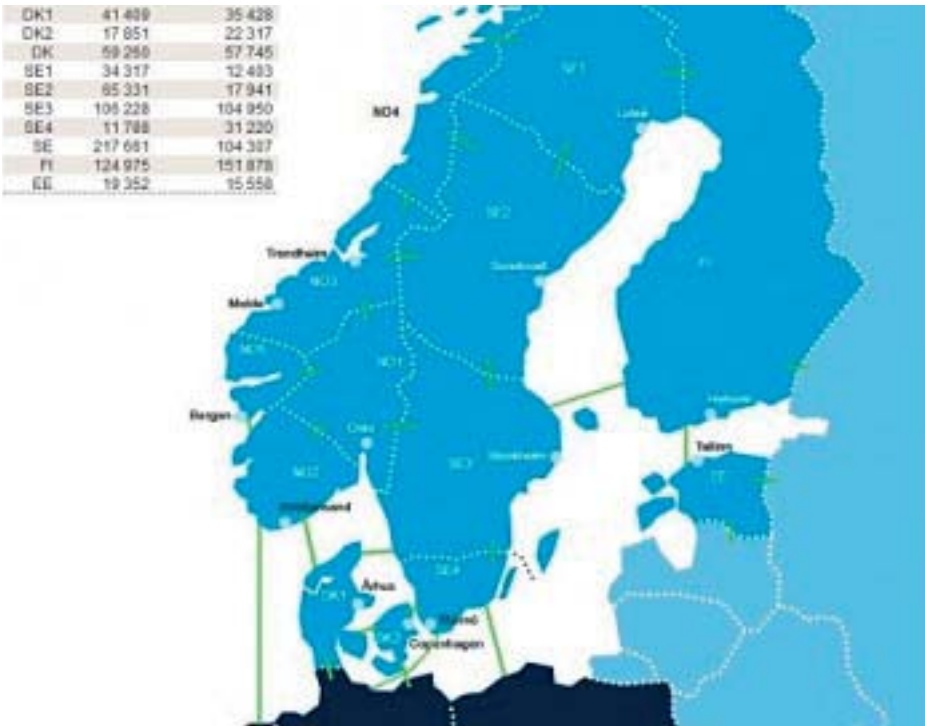 DK1 41 409 35 428
DK2 17 851 22 317
DK 59 260 57 745
SE1 34 317 12 403
SE2 65 331 17 941
SE3 106 228 104 950
SE4 11 786 31 220
SE 217 661 104 307
FI 124 975 151 878
EE 19 352 15 558
SE1
NO4
Luleå
SE2
Trondheim
Sundsvall
FI
NO3
Molde
NO5
NO1
Bergen
Helsinki
Oslo
Tallinn
NO2
SE3
Stockholm
EE
Kristiansand
SE4
Århus
DK1
Malmö
DK2
Copenhagen